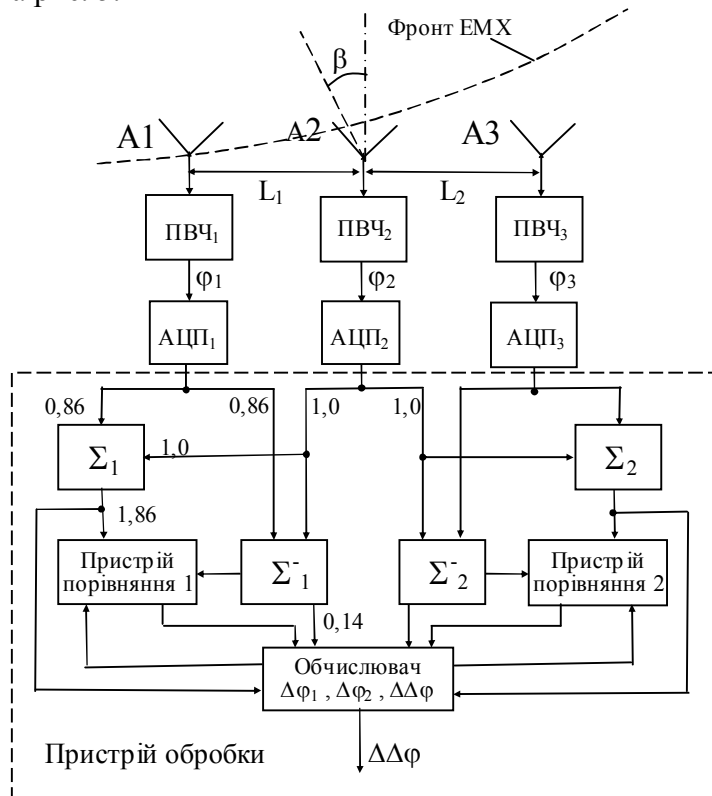 Фронт ЕМХ
β
А1
А2
А3
L₁
L₂
ПВЧ₁
ПВЧ₂
ПВЧ₃
φ₁
φ₂
φ₃
АЦП₁
АЦП₂
АЦП₃
0,86
0,86
1,0
1,0
Σ₁
1,0
Σ₂
1,86
Пристрій
порівняння 1
Σ⁻₁
Σ⁻₂
Пристрій
порівняння 2
0,14
Обчислювач
Δφ₁ , Δφ₂ , ΔΔφ
Пристрій обробки
ΔΔφ